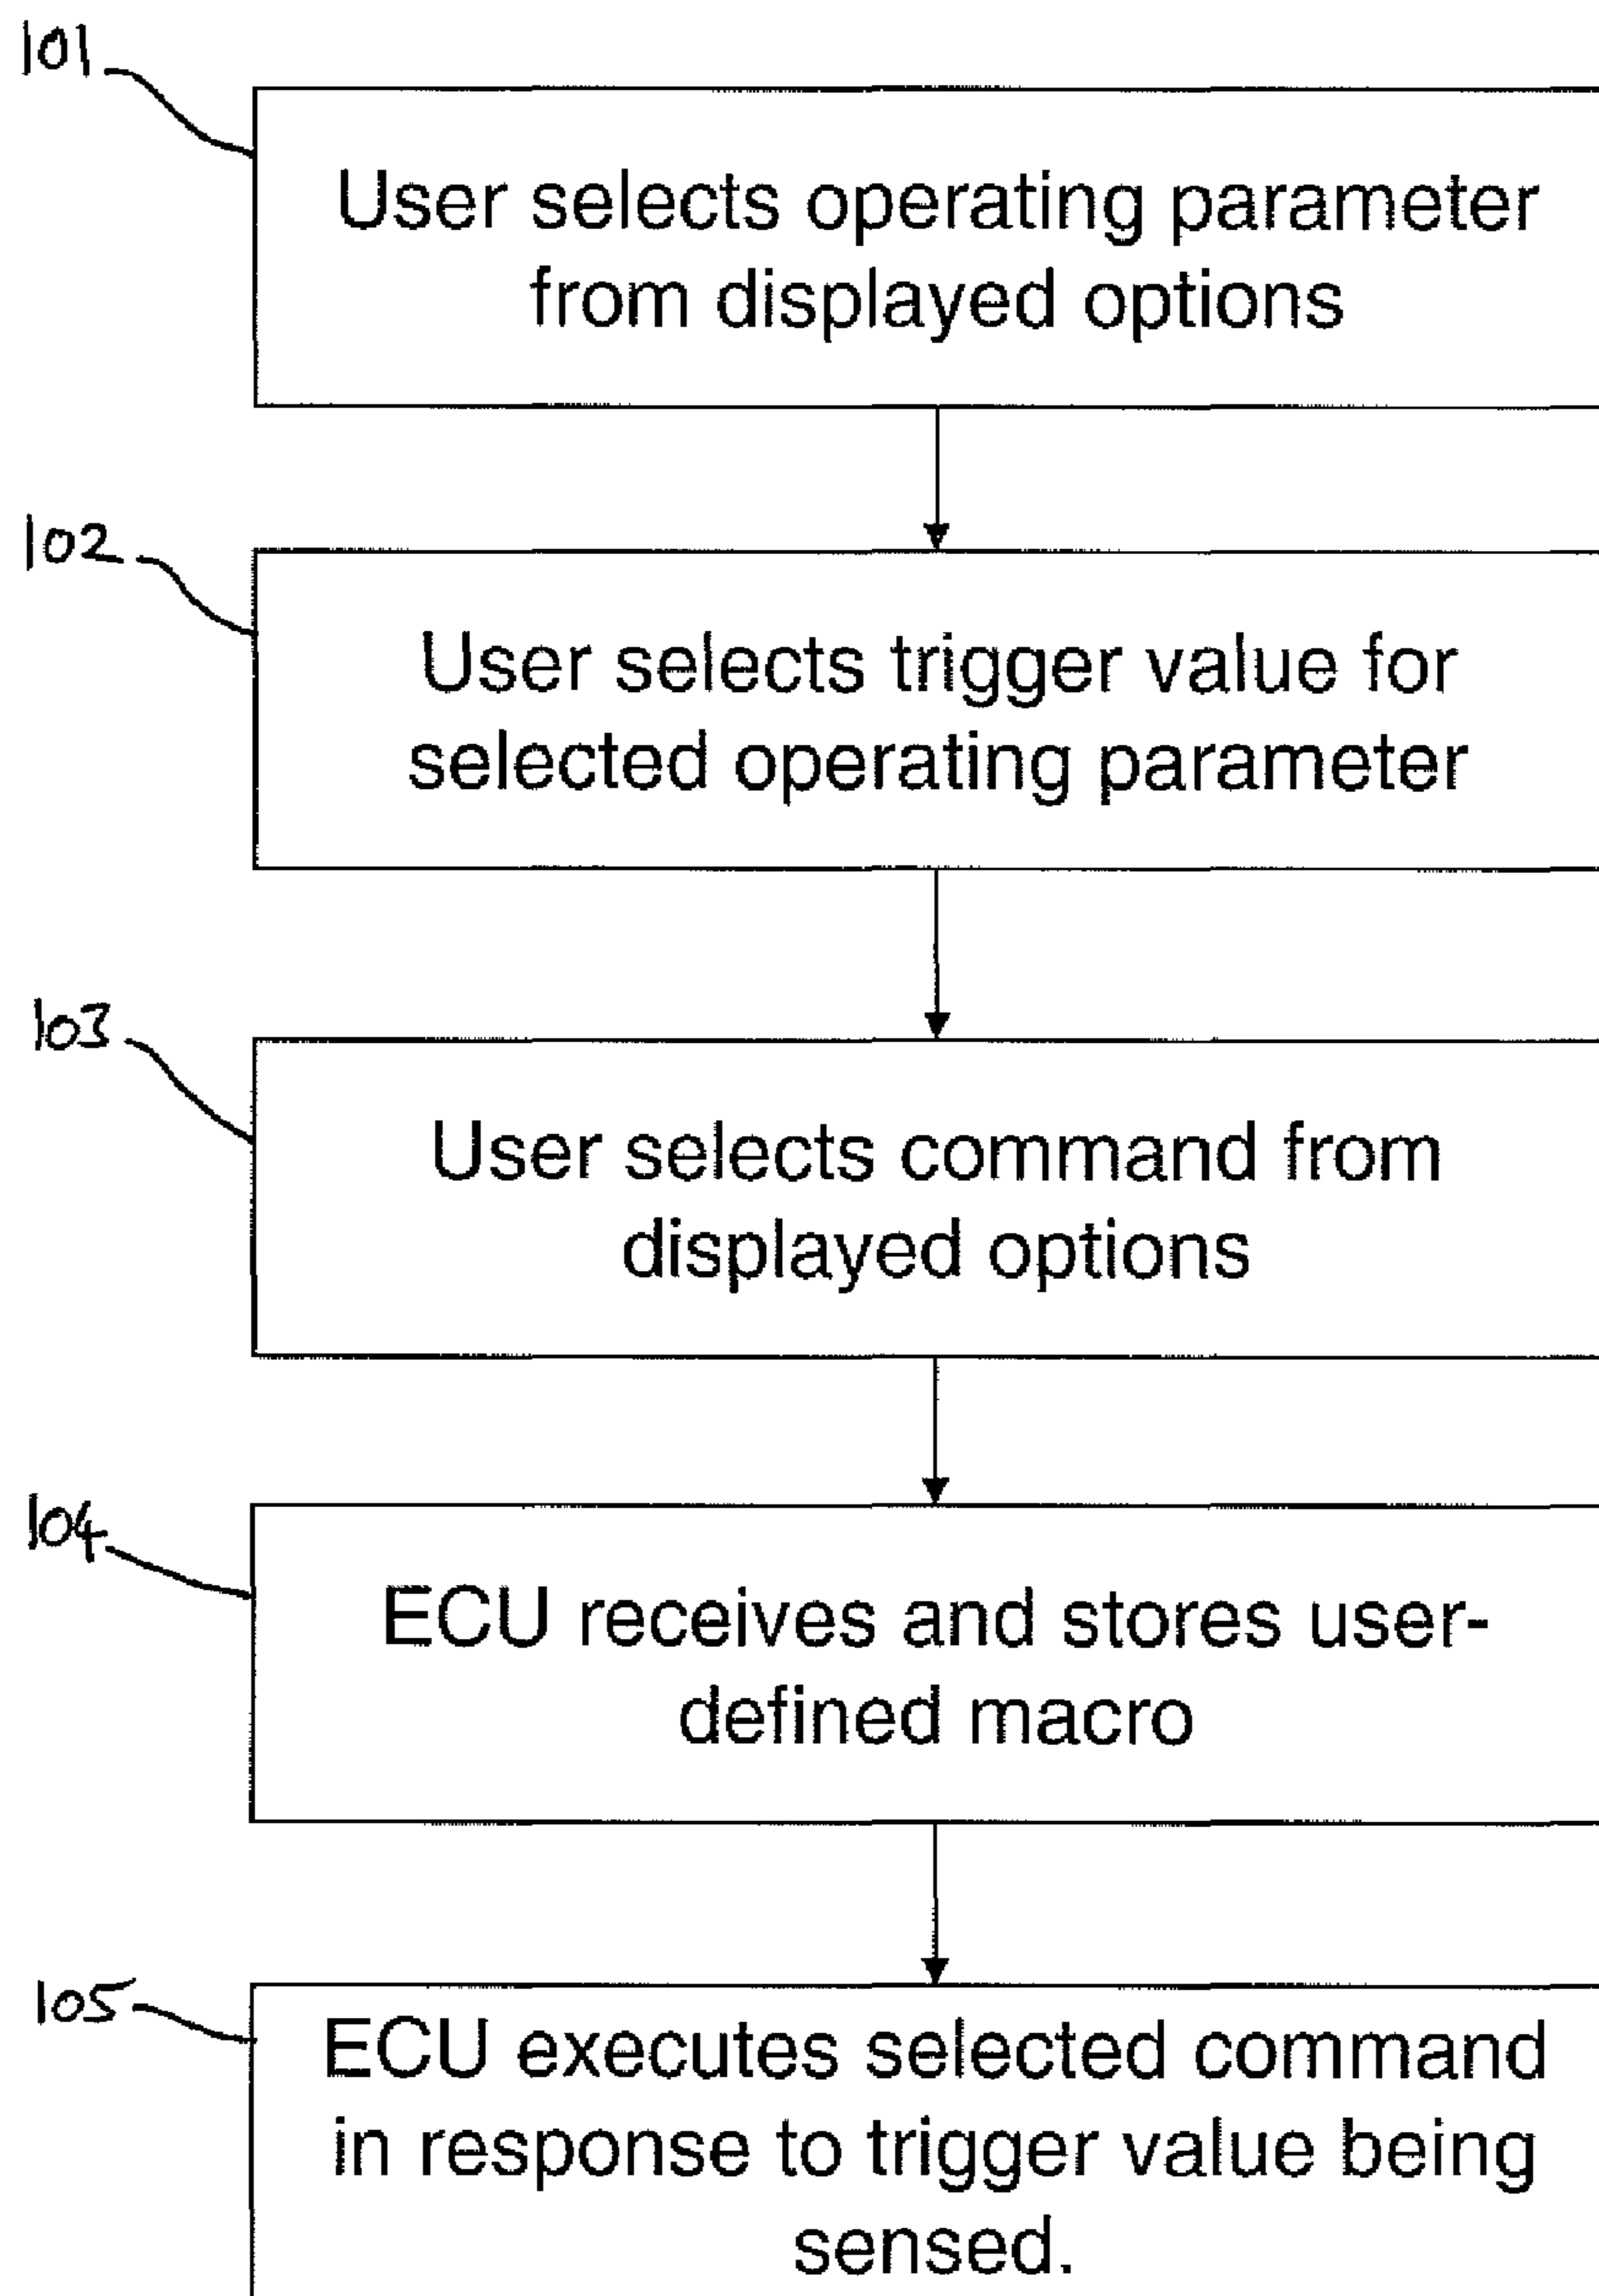 101
User selects operating parameter
from displayed options
102
User selects trigger value for
selected operating parameter
103
User selects command from
displayed options
104
ECU receives and stores user-
defined macro
105
ECU executes selected command
in response to trigger value being
sensed.